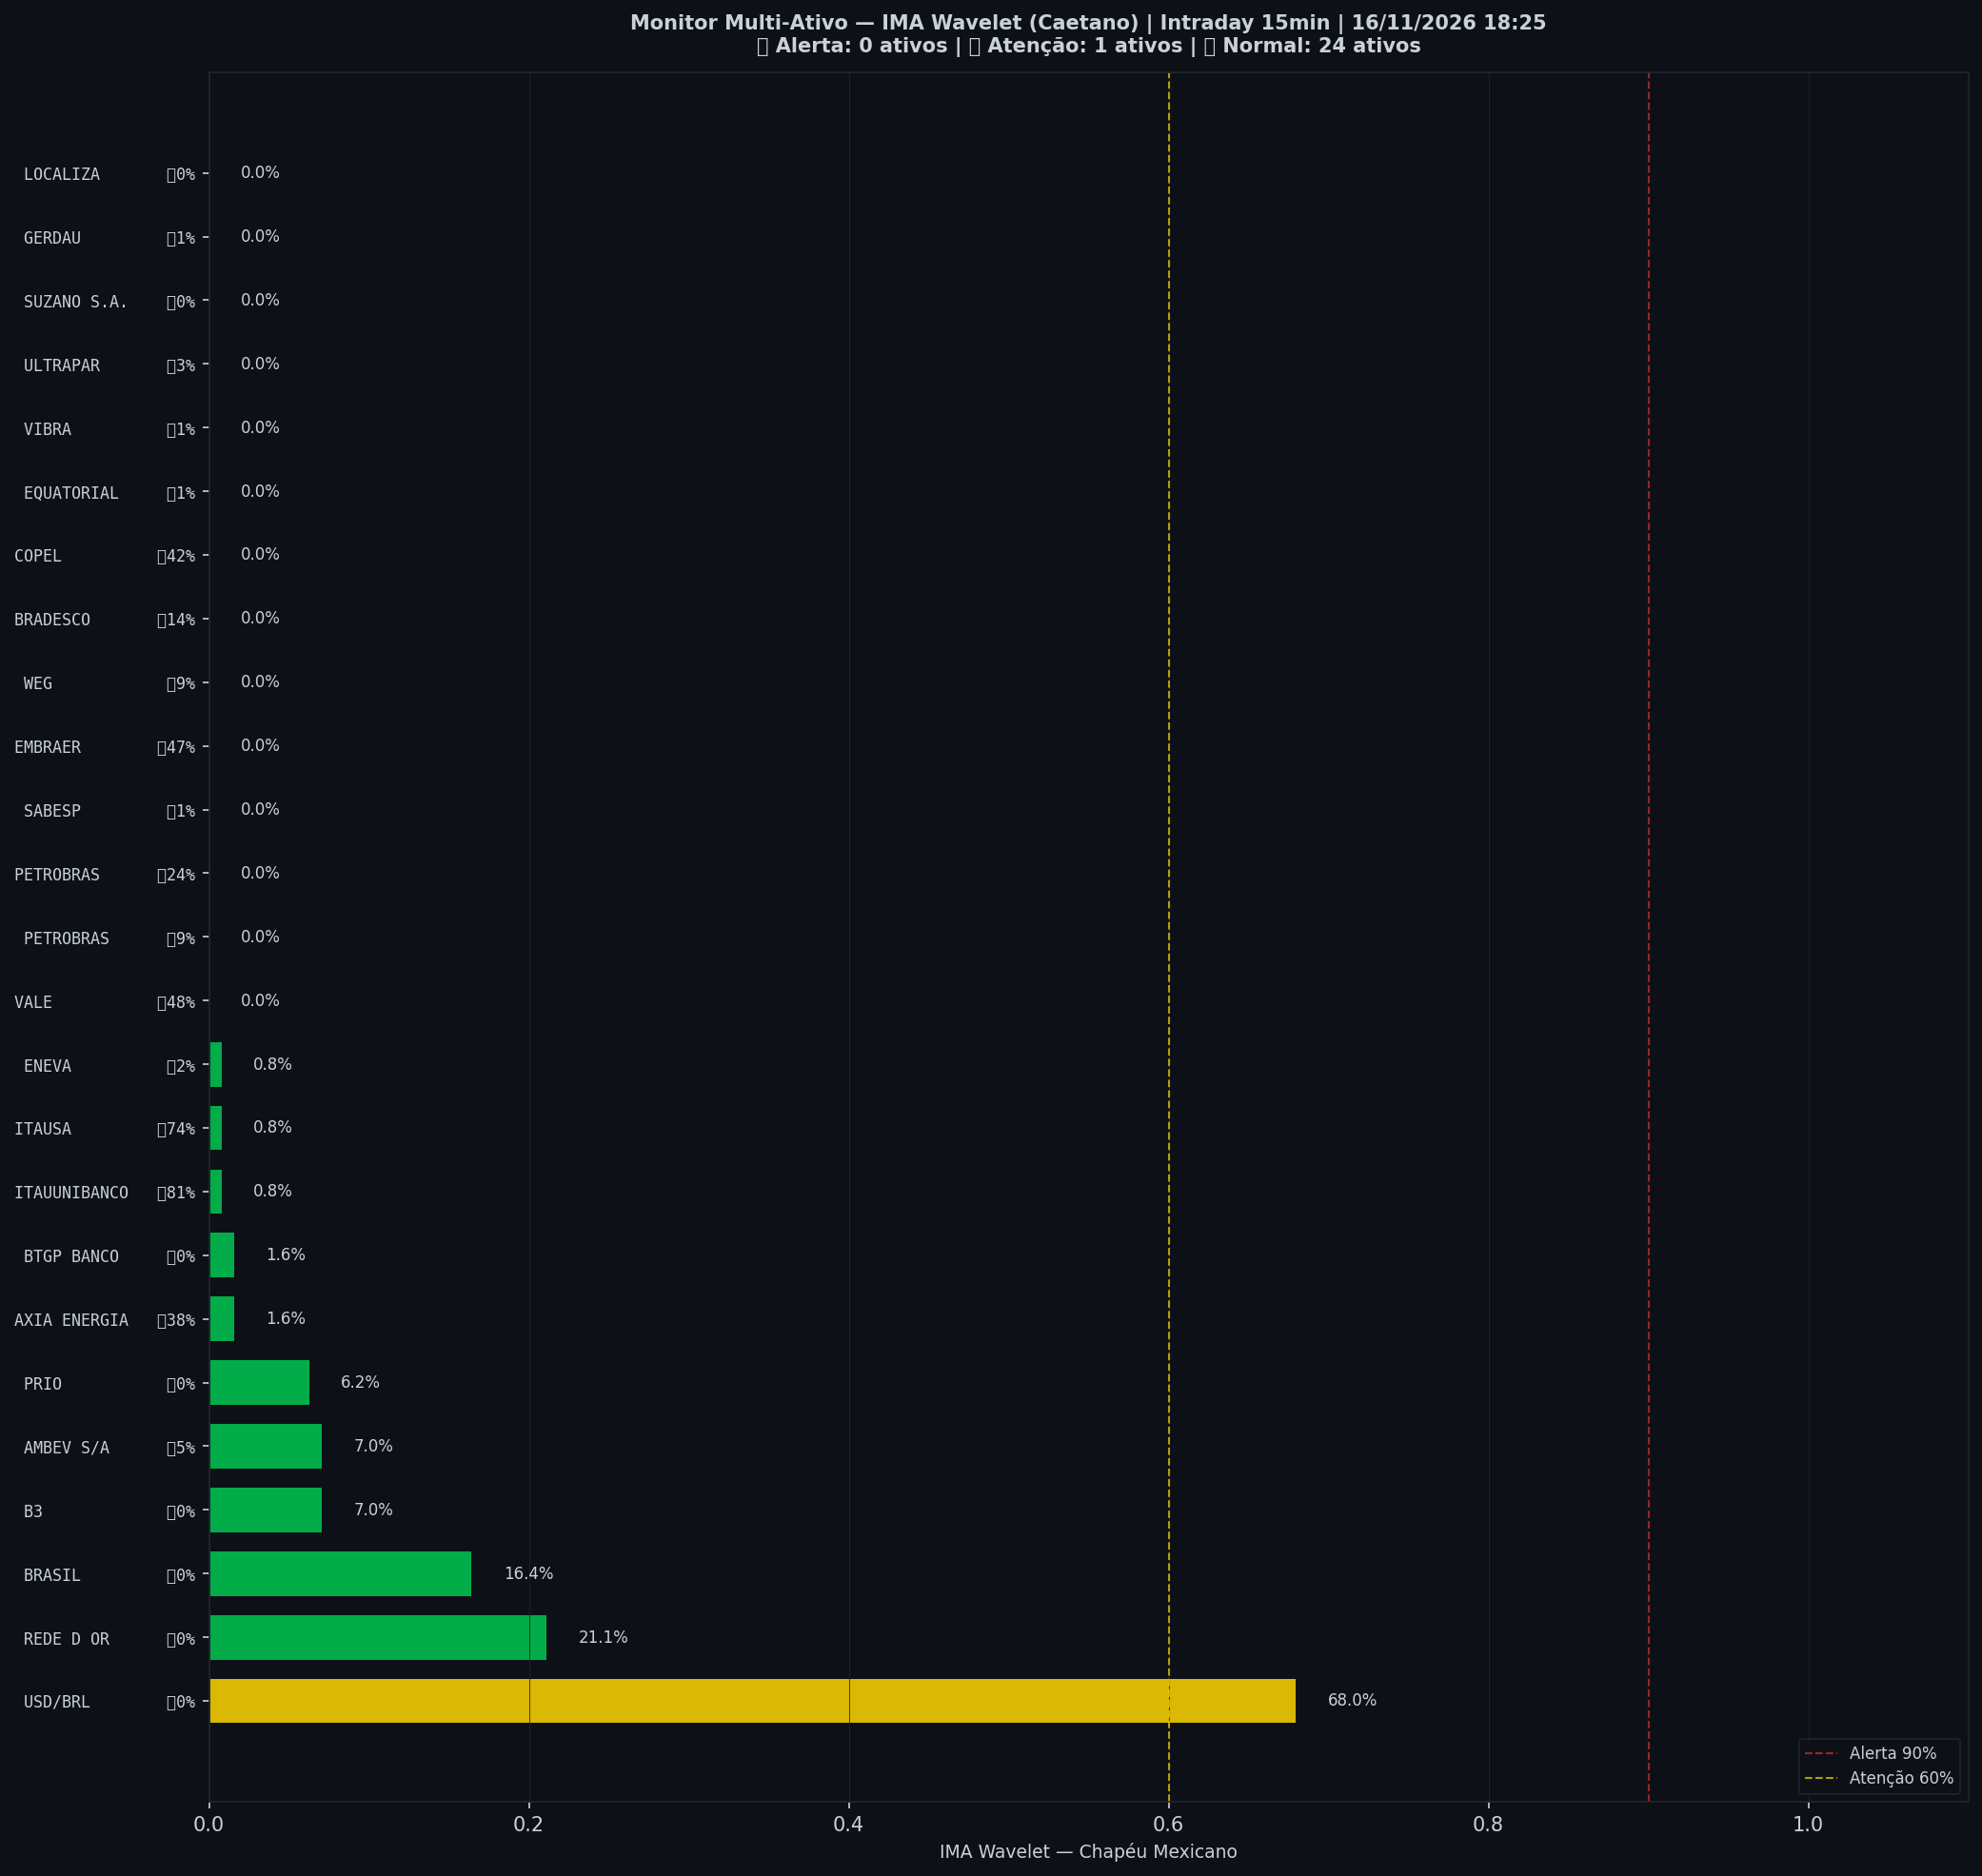 Monitor Multi-Ativo — IMA Wavelet (Caetano) | Intraday 15min | 16/11/2026 18:25
▯ Alerta: 0 ativos | ▯ Atenção: 1 ativos | ▯ Normal: 24 ativos
LOCALIZA ▯0% 0.0%
GERDAU ▯1% 0.0%
SUZANO S.A. ▯0% 0.0%
ULTRAPAR ▯3% 0.0%
VIBRA ▯1% 0.0%
EQUATORIAL ▯1% 0.0%
COPEL ▯42% 0.0%
BRADESCO ▯14% 0.0%
WEG ▯9% 0.0%
EMBRAER ▯47% 0.0%
SABESP ▯1% 0.0%
PETROBRAS ▯24% 0.0%
PETROBRAS ▯9% 0.0%
VALE ▯48% 0.0%
ENEVA ▯2% 0.8%
ITAUSA ▯74% 0.8%
ITAUUNIBANCO ▯81% 0.8%
BTGP BANCO ▯0% 1.6%
AXIA ENERGIA ▯38% 1.6%
PRIO ▯0% 6.2%
AMBEV S/A ▯5% 7.0%
B3 ▯0% 7.0%
BRASIL ▯0% 16.4%
REDE D OR ▯0% 21.1%
USD/BRL ▯0% 68.0%
Alerta 90%
Atenção 60%
0.0 0.2 0.4 0.6 0.8 1.0
IMA Wavelet — Chapéu Mexicano